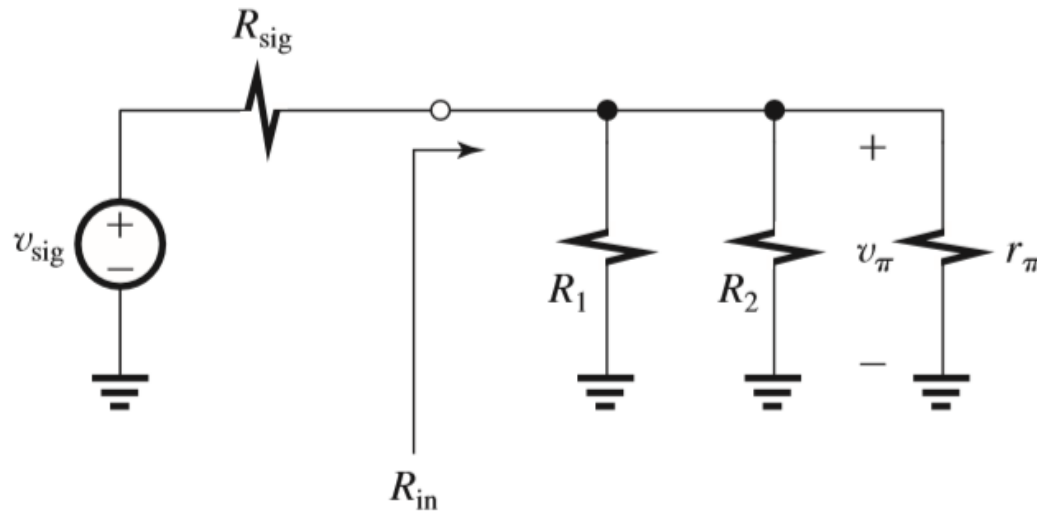 R_sig
+
v_sig
−
R_1
R_2
+
v_π
−
r_π
R_in